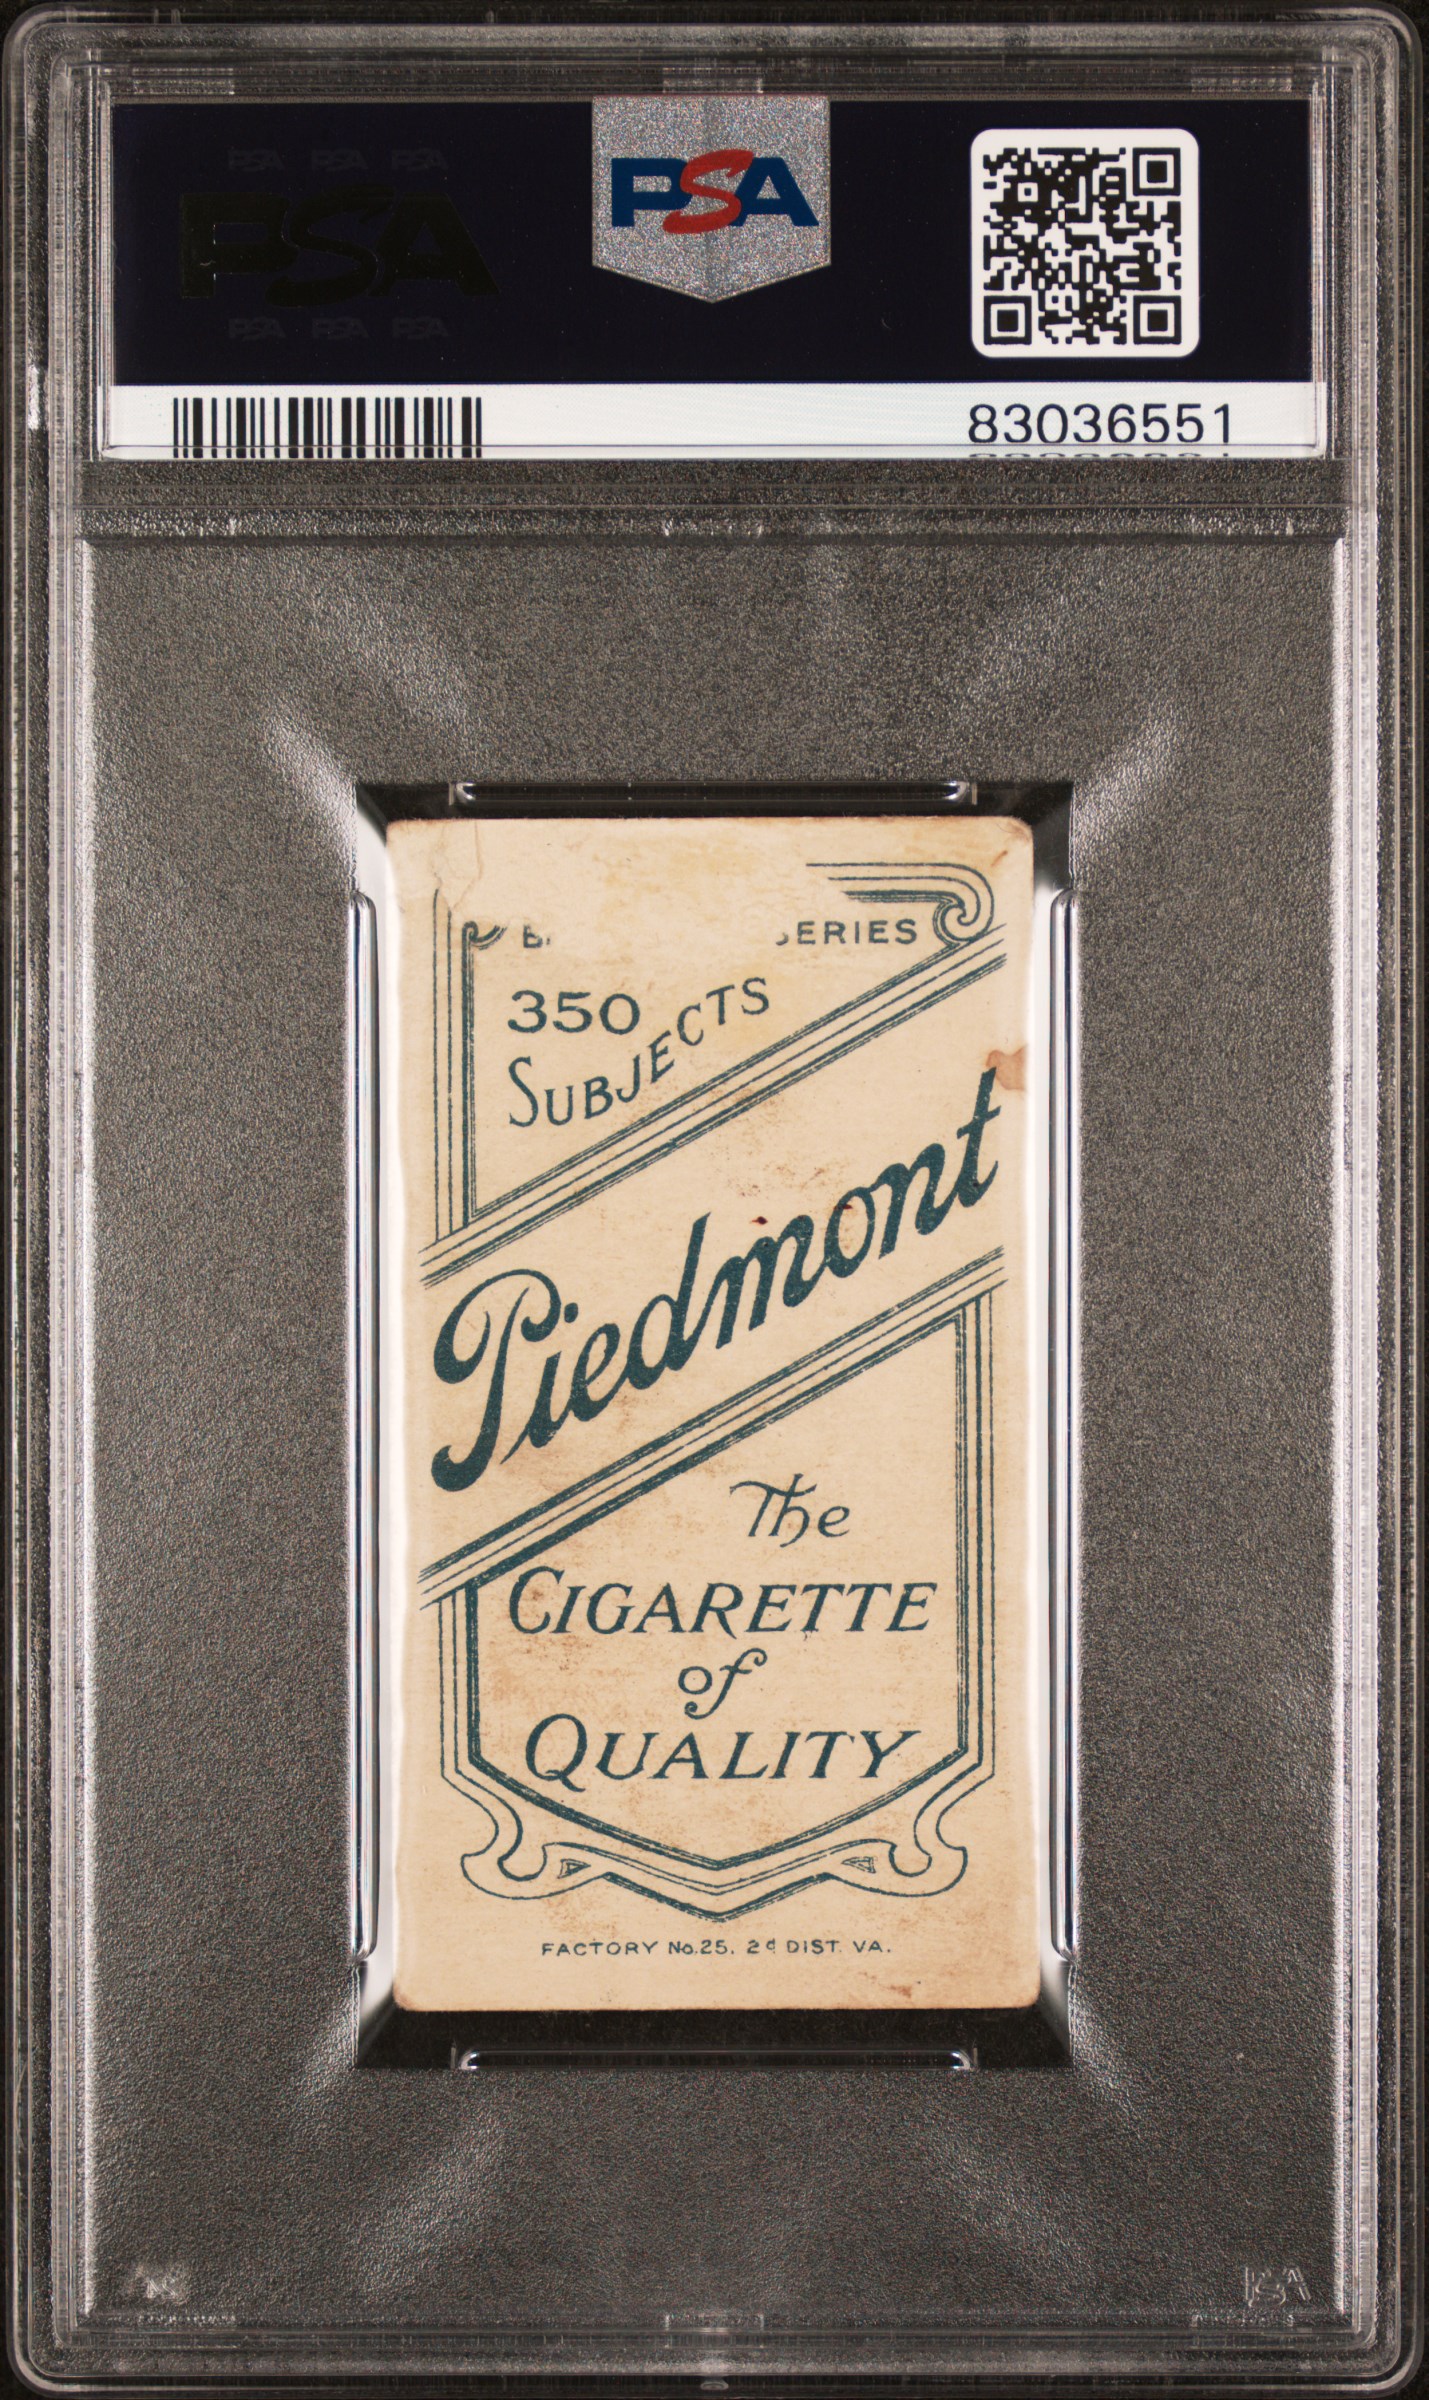 PSA PSA PSA
PSA
PSA PSA PSA
PSA
83036551
SERIES
350
SUBJECTS
Piedmont
The
CIGARETTE
of
QUALITY
FACTORY No. 25. 2d DIST. VA.
PSA